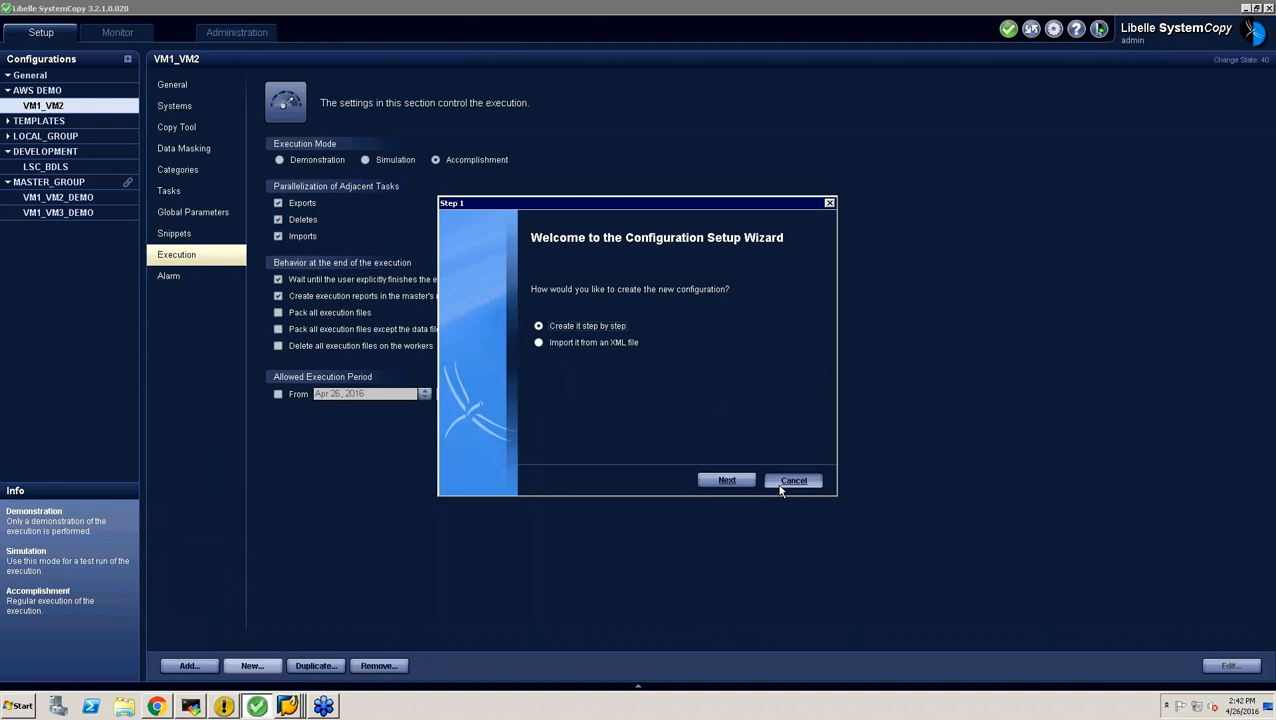 Libelle SystemCopy 3.2.1.0.020
Setup
Monitor
Administration
Libelle SystemCopy
admin
Configurations
General
AWS DEMO
VM1_VM2
TEMPLATES
LOCAL_GROUP
DEVELOPMENT
LSC_BDLS
MASTER_GROUP
VM1_VM2_DEMO
VM1_VM3_DEMO
VM1_VM2
Change State: 40
General
Systems
Copy Tool
Data Masking
Categories
Tasks
Global Parameters
Snippets
Execution
Alarm
The settings in this section control the execution.
Execution Mode
Demonstration Simulation Accomplishment
Parallelization of Adjacent Tasks
Exports
Deletes
Imports
Behavior at the end of the execution
Wait until the user explicitly finishes the e
Create execution reports in the master's r
Pack all execution files
Pack all execution files except the data fil
Delete all execution files on the workers
Allowed Execution Period
From Apr 26, 2016
Step 1
Welcome to the Configuration Setup Wizard
How would you like to create the new configuration?
Create it step by step
Import it from an XML file
Next Cancel
Info
Demonstration
Only a demonstration of the
execution is performed.
Simulation
Use this mode for a test run of the
execution.
Accomplishment
Regular execution of the
execution.
Add... New... Duplicate... Remove... Edit...
Start
2:42 PM
4/26/2016